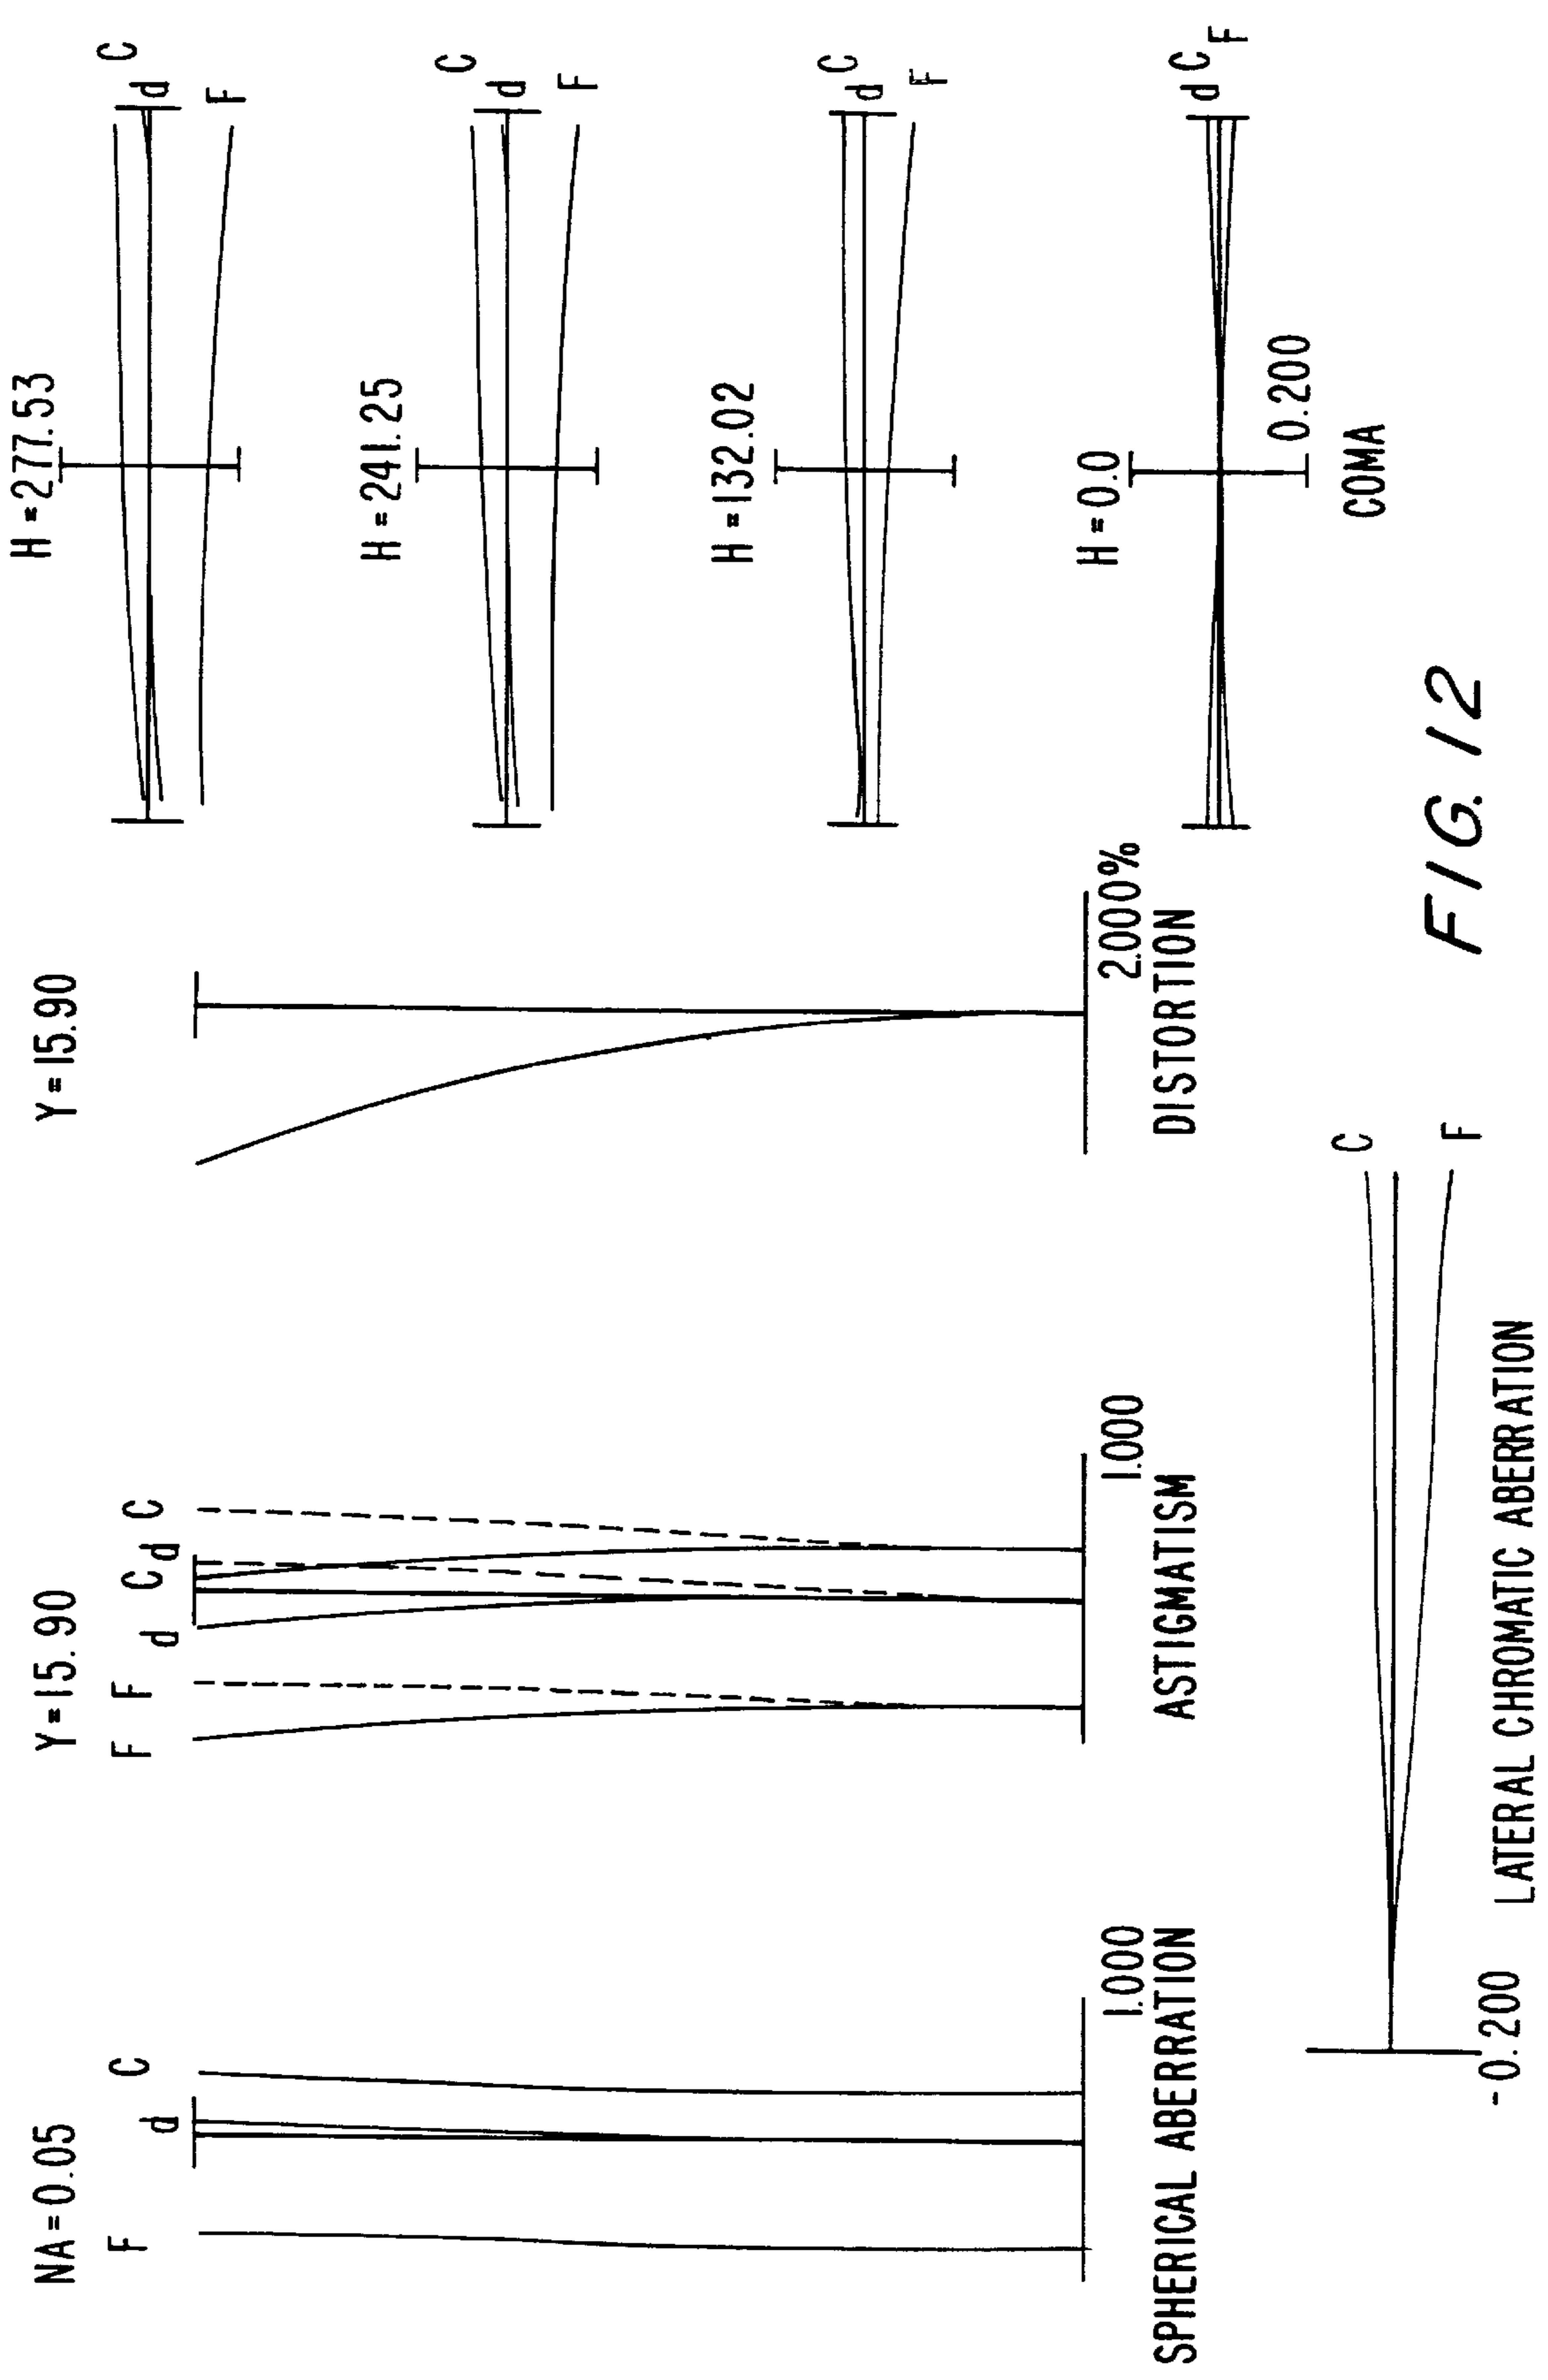 NA=0.05
F
d
C
1.000
SPHERICAL ABERRATION
Y=15.90
F
F
d
C
d
C
1.000
ASTIGMATISM
Y=15.90
2.000%
DISTORTION
H=277.53
C
d
F
H=241.25
C
d
F
H=132.02
C
d
F
H=0.0
d
C
F
0.200
COMA
C
F
-0.200
LATERAL CHROMATIC ABERRATION
FIG. 12